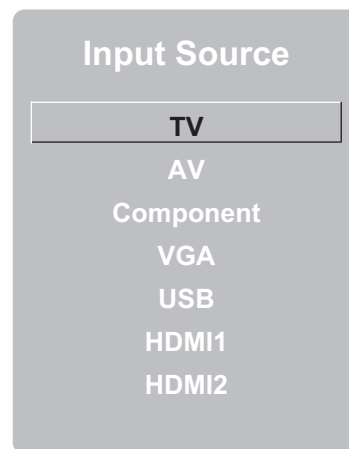 Input Source
TV
AV
Component
VGA
USB
HDMI1
HDMI2